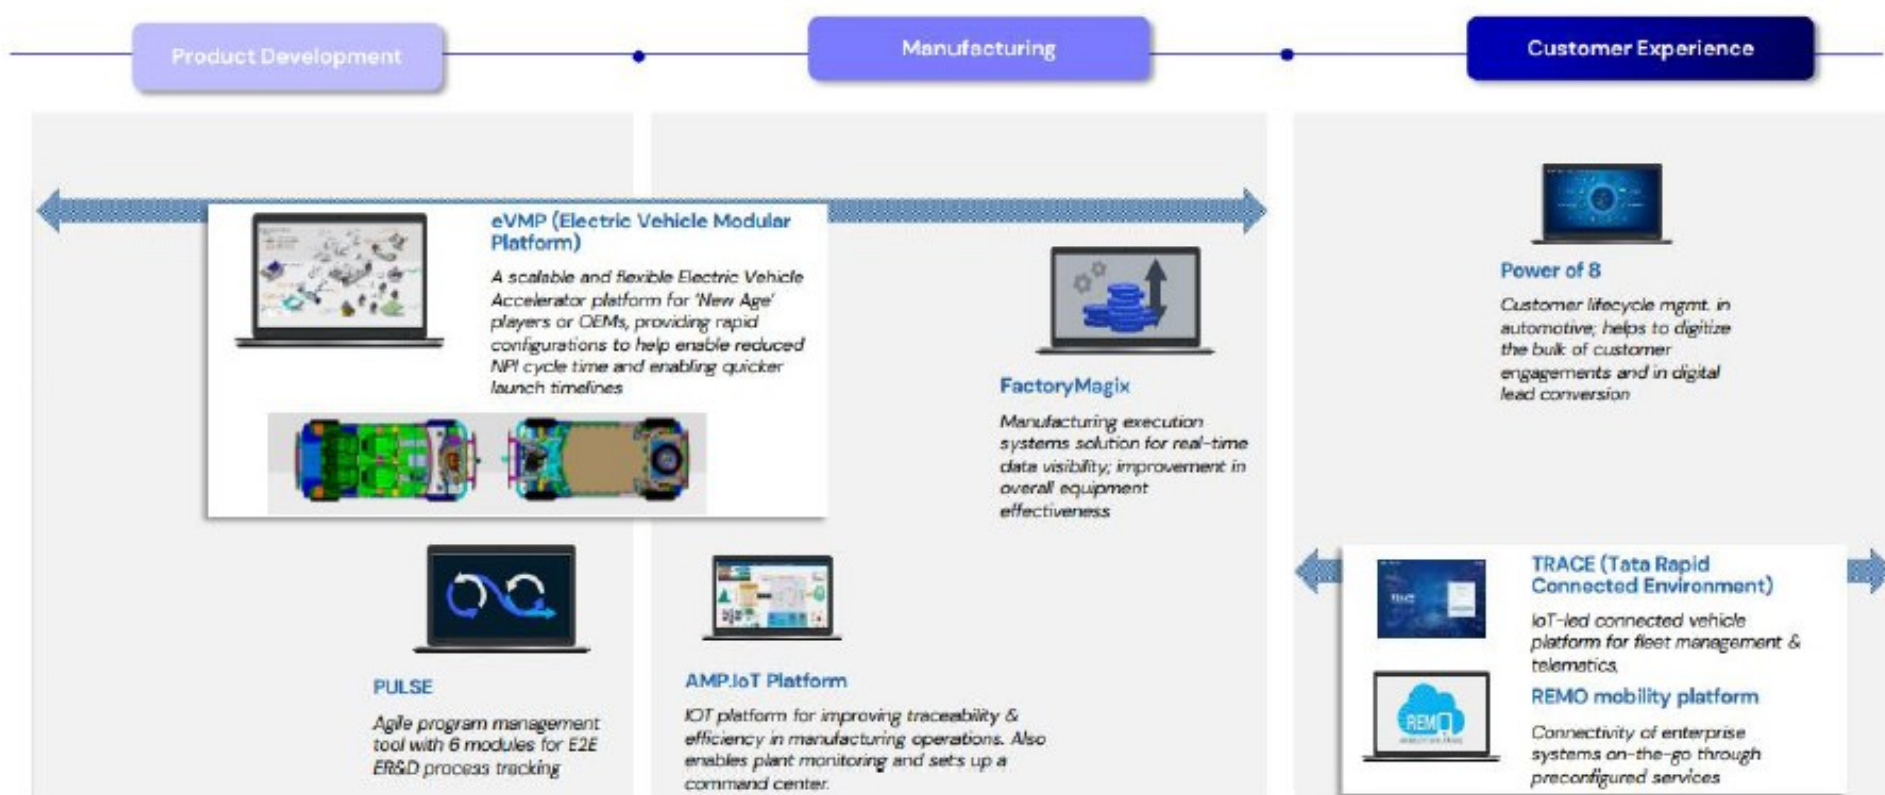 Product Development
Manufacturing
Customer Experience
eVMP (Electric Vehicle Modular
Platform)
A scalable and flexible Electric Vehicle
Accelerator platform for 'New Age'
players or OEMs, providing rapid
configurations to help enable reduced
NPI cycle time and enabling quicker
launch timelines
PULSE
Agile program management
tool with 6 modules for E2E
ER&D process tracking
FactoryMagix
Manufacturing execution
systems solution for real-time
data visibility; improvement in
overall equipment
effectiveness
AMP.IoT Platform
IOT platform for improving traceability &
efficiency in manufacturing operations. Also
enables plant monitoring and sets up a
command center.
Power of 8
Customer lifecycle mgmt. in
automotive; helps to digitize
the bulk of customer
engagements and in digital
lead conversion
TRACE (Tata Rapid
Connected Environment)
IoT-led connected vehicle
platform for fleet management &
telematics,
TRACE
REMO mobility platform
Connectivity of enterprise
systems on-the-go through
preconfigured services
REMO